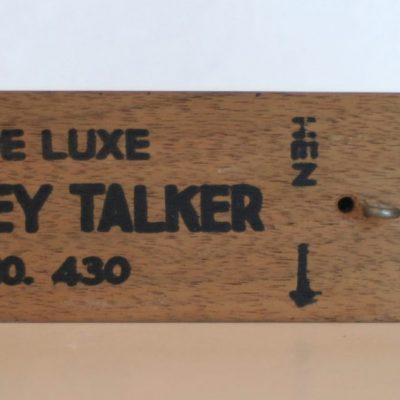 E LUXE
EY TALKER
O. 430
HEN